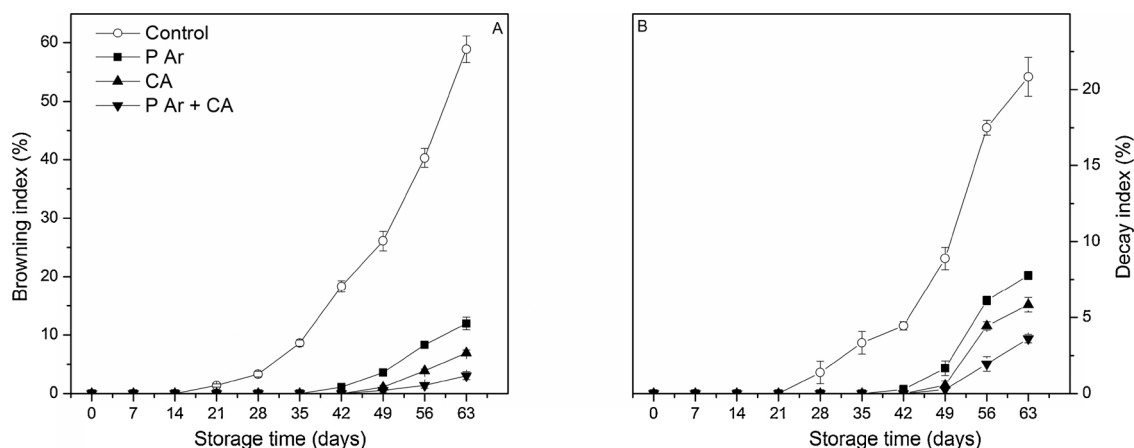 A
Control
P Ar
CA
P Ar + CA
Browning index (%)
60
50
40
30
20
10
0
0 7 14 21 28 35 42 49 56 63
Storage time (days)
B
Decay index (%)
20
15
10
5
0
0 7 14 21 28 35 42 49 56 63
Storage time (days)